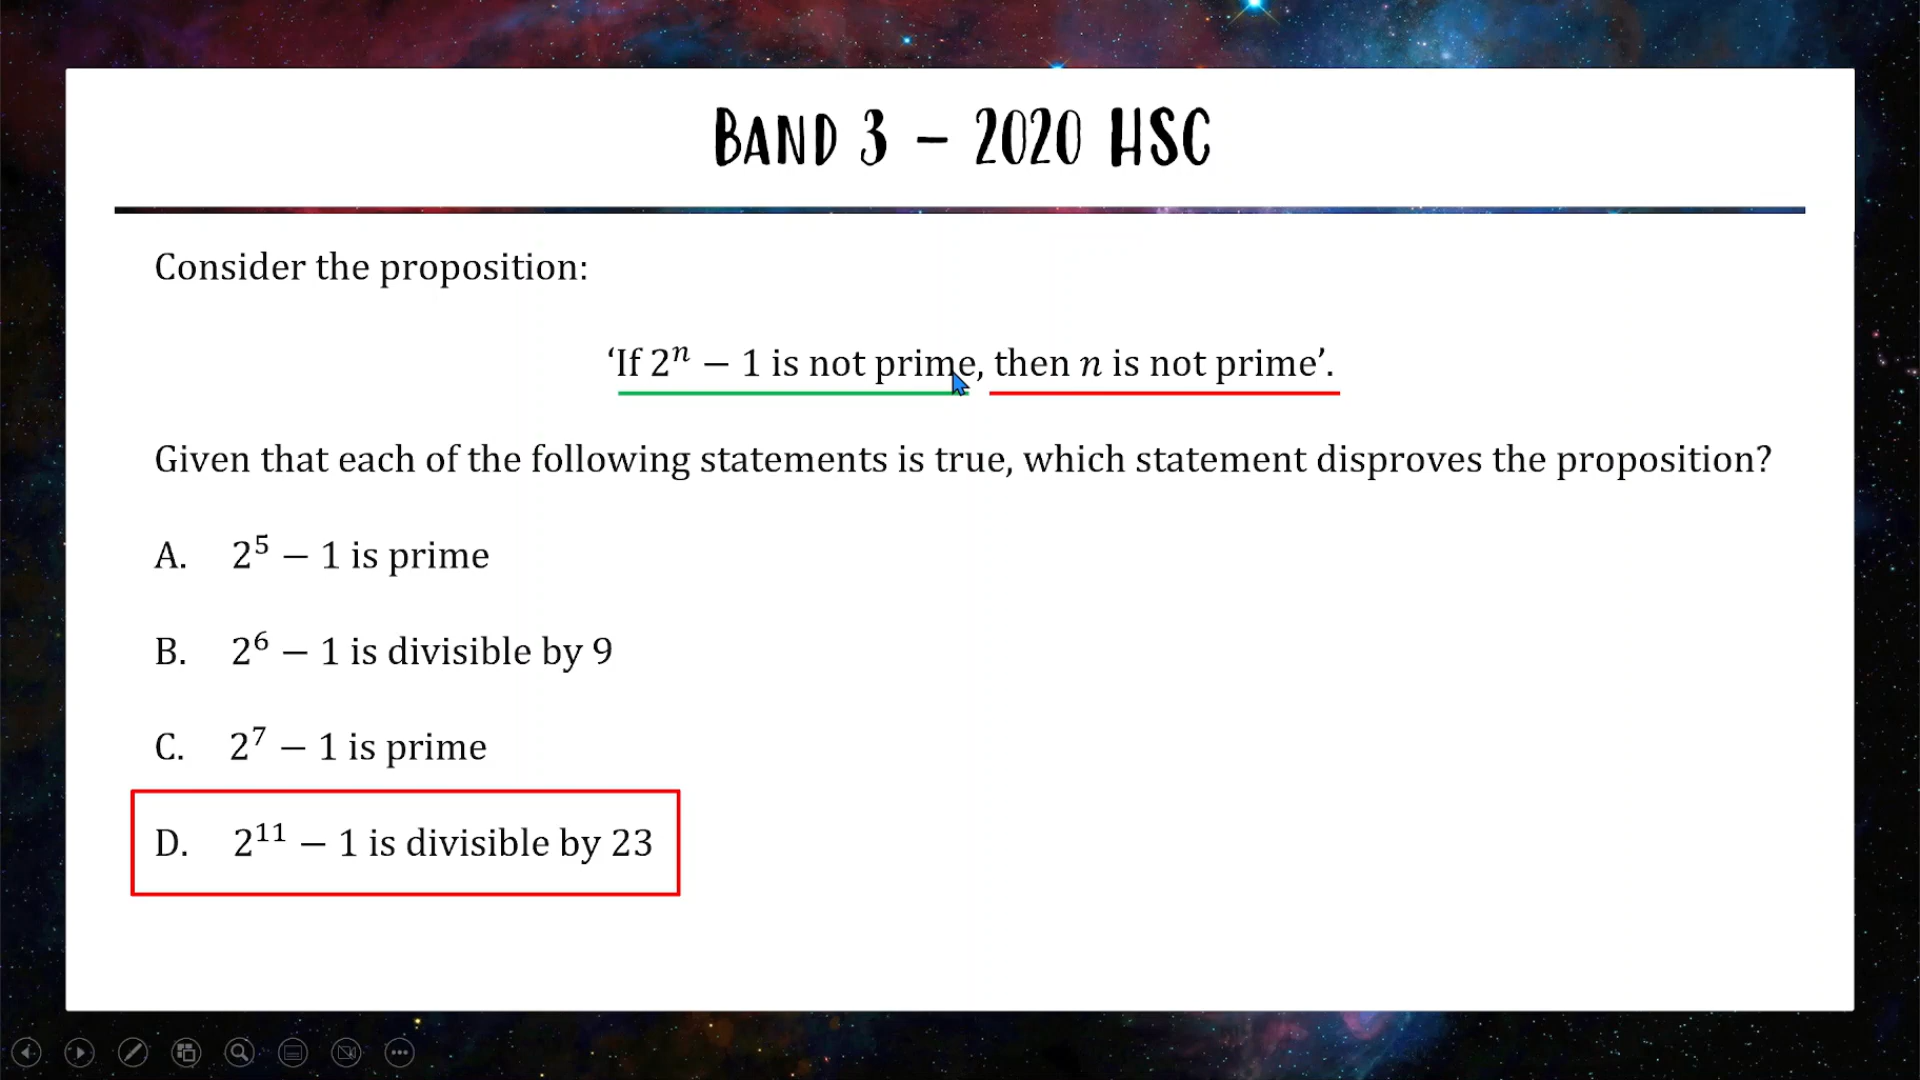 BAND 3 – 2020 HSC
Consider the proposition:
‘If 2ⁿ − 1 is not prime, then n is not prime’.
Given that each of the following statements is true, which statement disproves the proposition?
A. 2⁵ − 1 is prime
B. 2⁶ − 1 is divisible by 9
C. 2⁷ − 1 is prime
D. 2¹¹ − 1 is divisible by 23